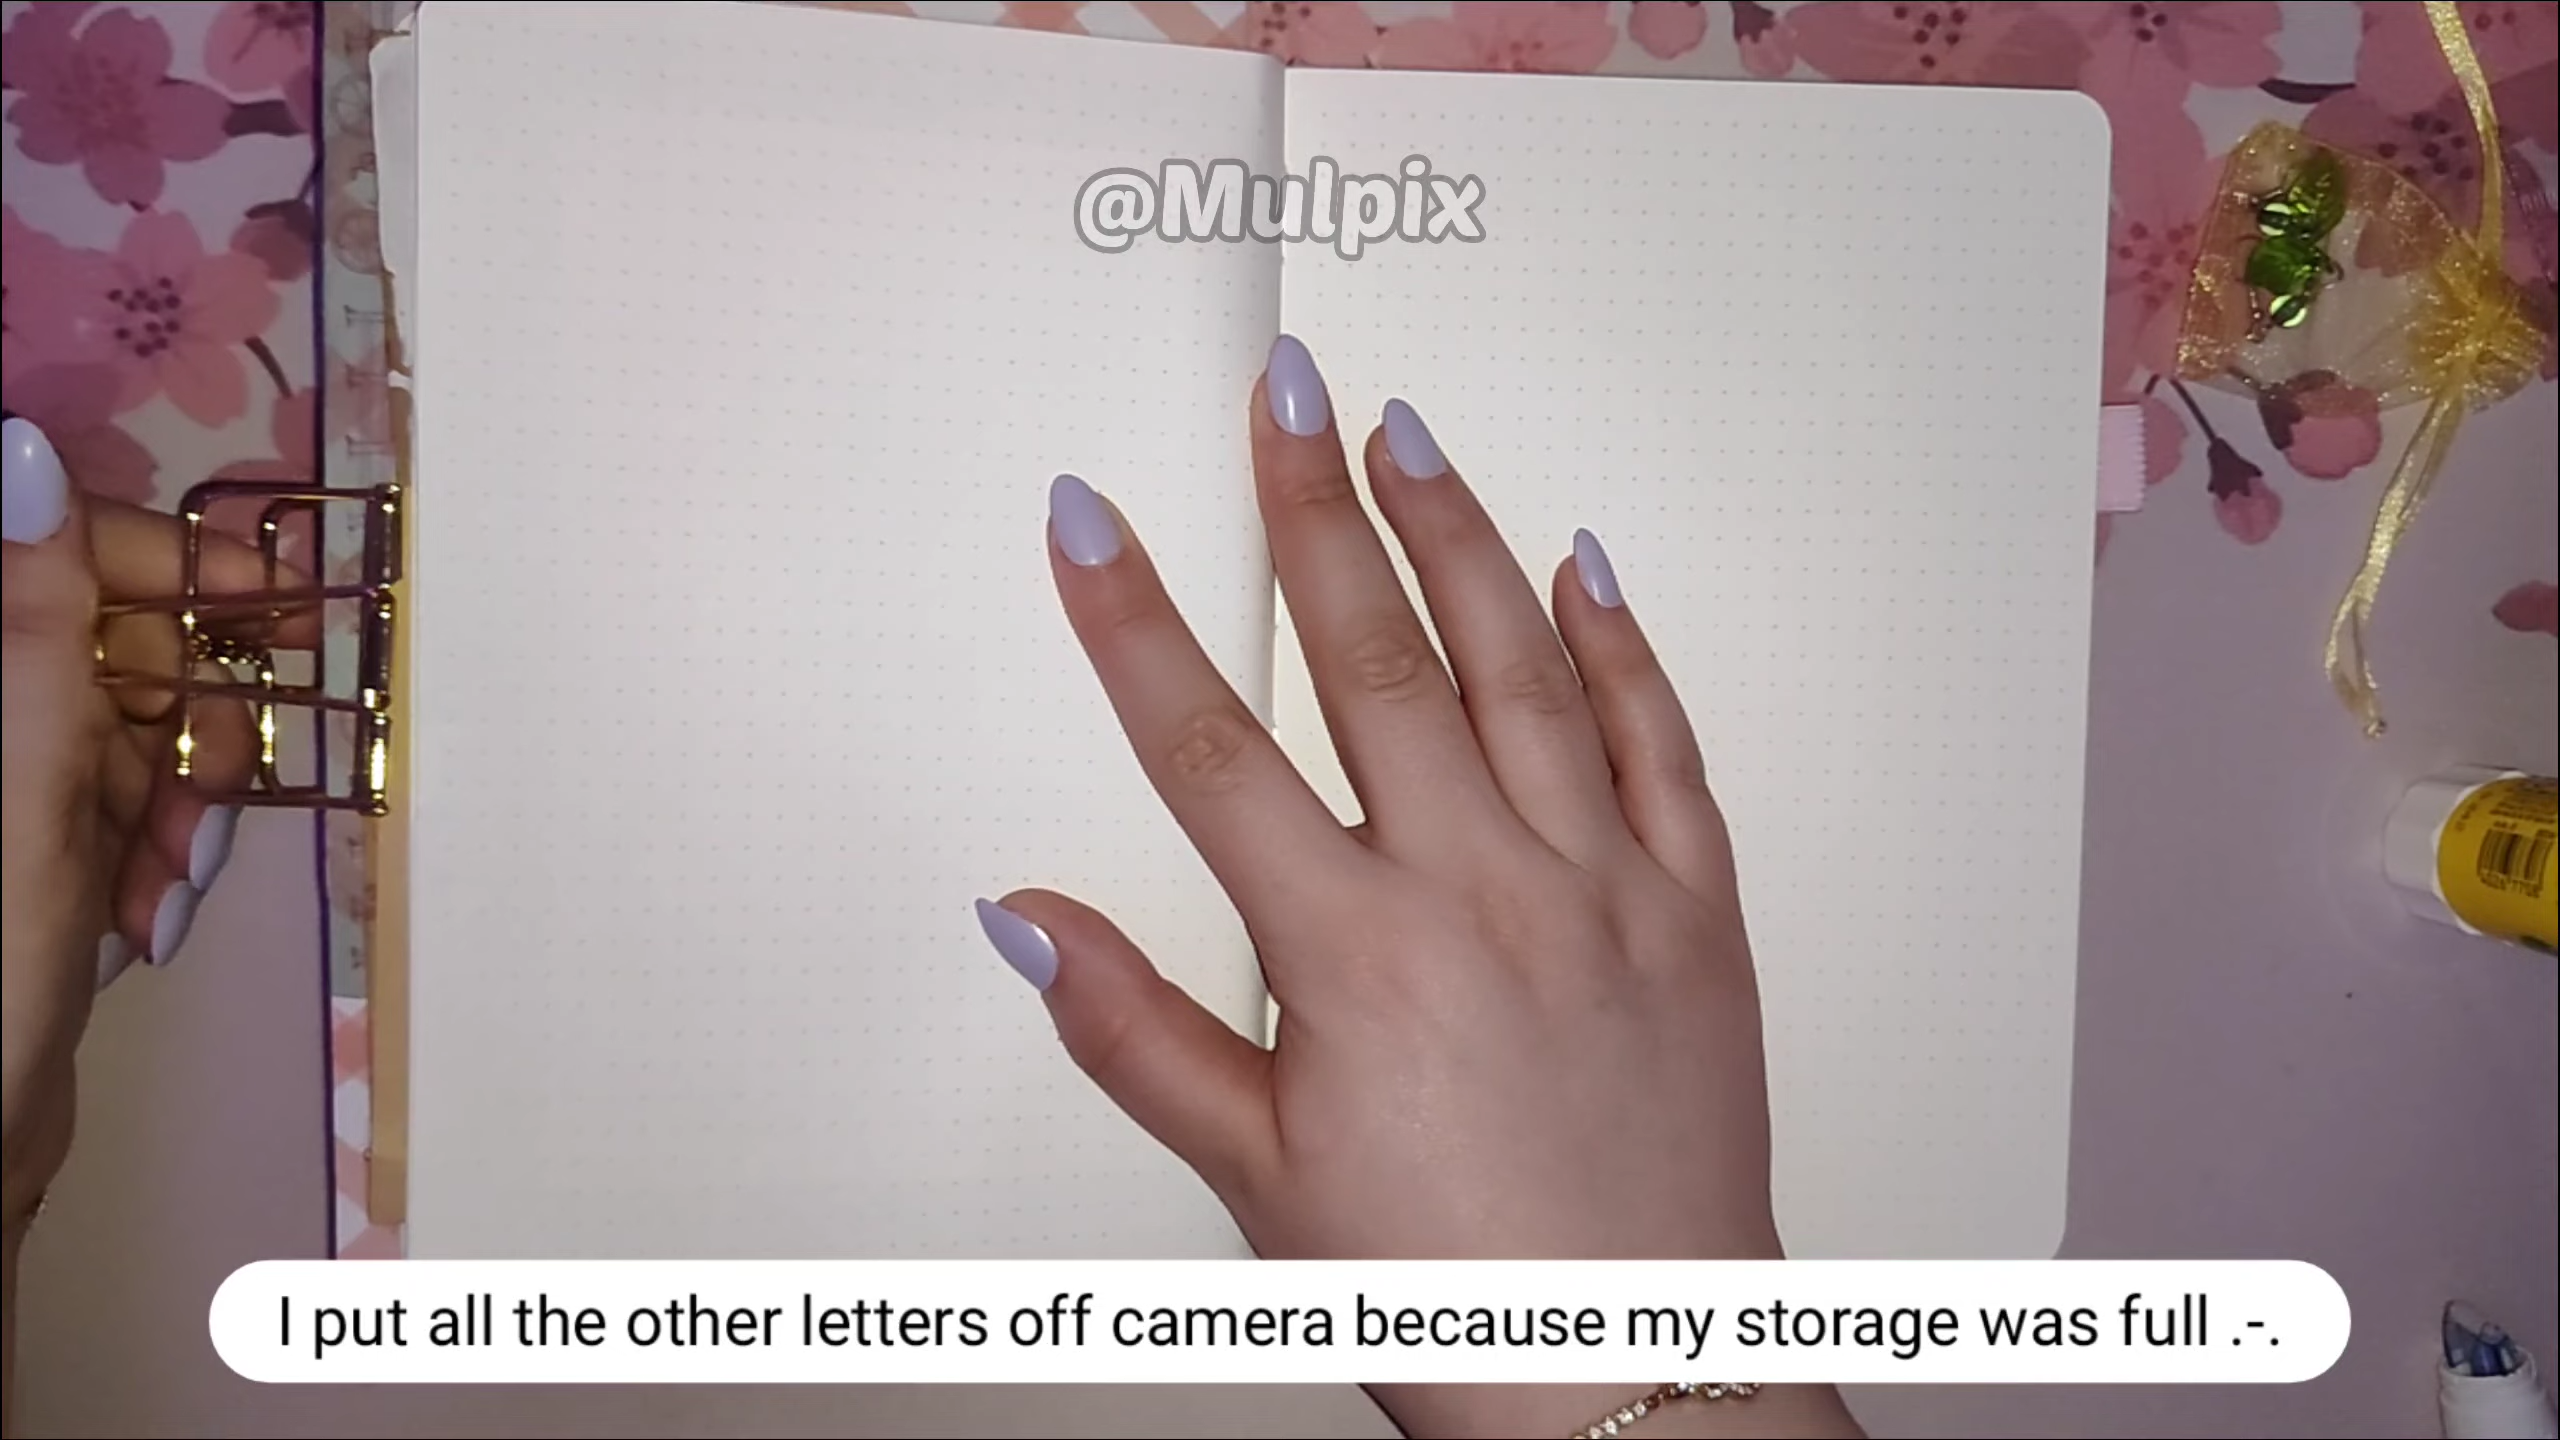 @Mulpix
I put all the other letters off camera because my storage was full .-.